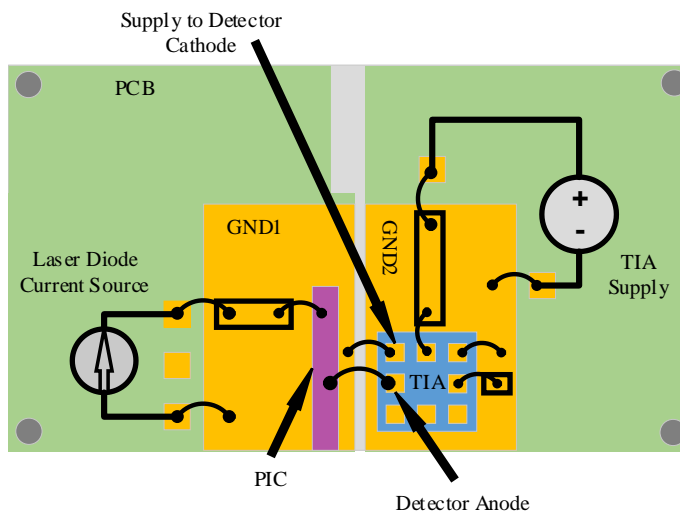 Supply to Detector
Cathode
PCB
GND1
GND2
+
-
Laser Diode
Current Source
TIA
Supply
TIA
PIC
Detector Anode